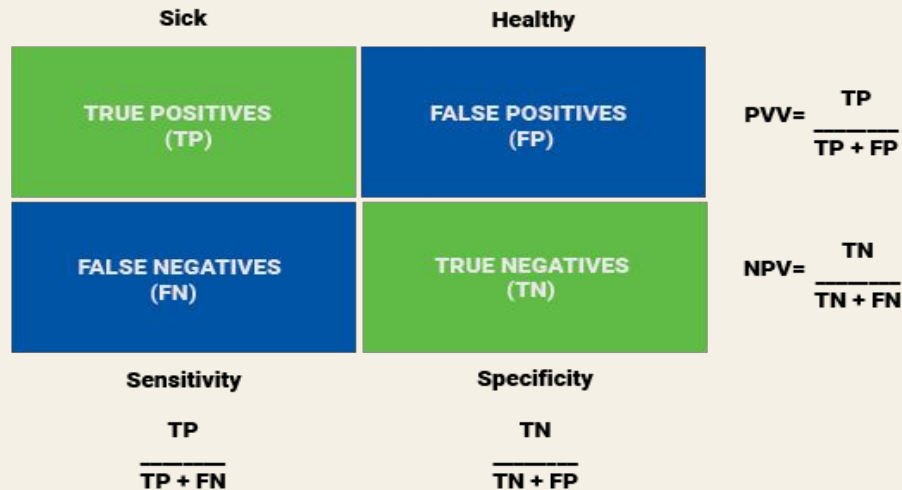 Sick Healthy
TRUE POSITIVES
(TP)
FALSE POSITIVES
(FP)
PVV= TP
TP + FP
FALSE NEGATIVES
(FN)
TRUE NEGATIVES
(TN)
NPV= TN
TN + FN
Sensitivity Specificity
TP TN
TP + FN TN + FP